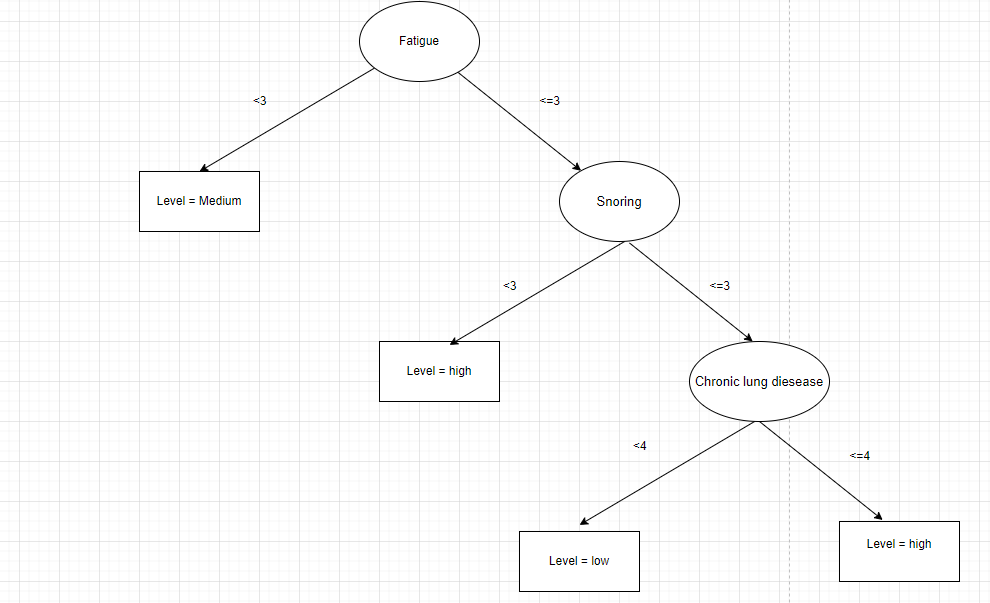 Fatigue
<3
<=3
Level = Medium
Snoring
<3
<=3
Level = high
Chronic lung diesease
<4
<=4
Level = low
Level = high